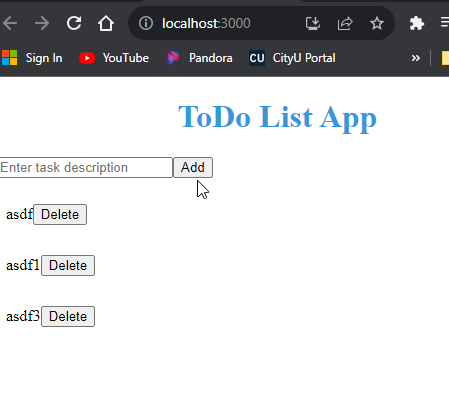 localhost:3000
Sign In YouTube Pandora CU CityU Portal »
ToDo List App
Enter task description Add
asdf Delete
asdf1 Delete
asdf3 Delete